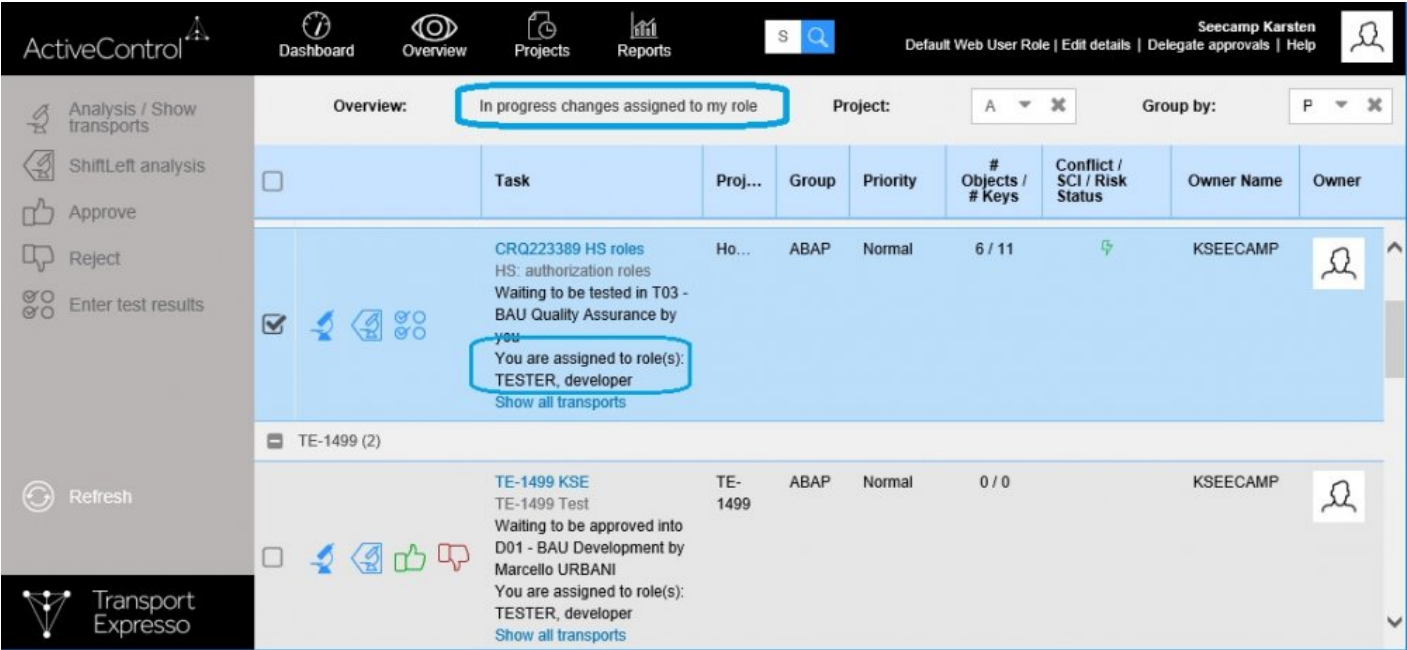 ActiveControl
Dashboard
Overview
Projects
Reports
S
Seecamp Karsten
Default Web User Role | Edit details | Delegate approvals | Help
Analysis / Show
transports
ShiftLeft analysis
Approve
Reject
Enter test results
Refresh
Transport
Expresso
Overview:
In progress changes assigned to my role
Project:
A
Group by:
P
Task
Proj...
Group
Priority
#
Objects /
# Keys
Conflict /
SCI / Risk
Status
Owner Name
Owner
CRQ223389 HS roles
HS: authorization roles
Waiting to be tested in T03 -
BAU Quality Assurance by
you
You are assigned to role(s):
TESTER, developer
Show all transports
Ho...
ABAP
Normal
6 / 11
KSEECAMP
TE-1499 (2)
TE-1499 KSE
TE-1499 Test
Waiting to be approved into
D01 - BAU Development by
Marcello URBANI
You are assigned to role(s):
TESTER, developer
Show all transports
TE-
1499
ABAP
Normal
0 / 0
KSEECAMP